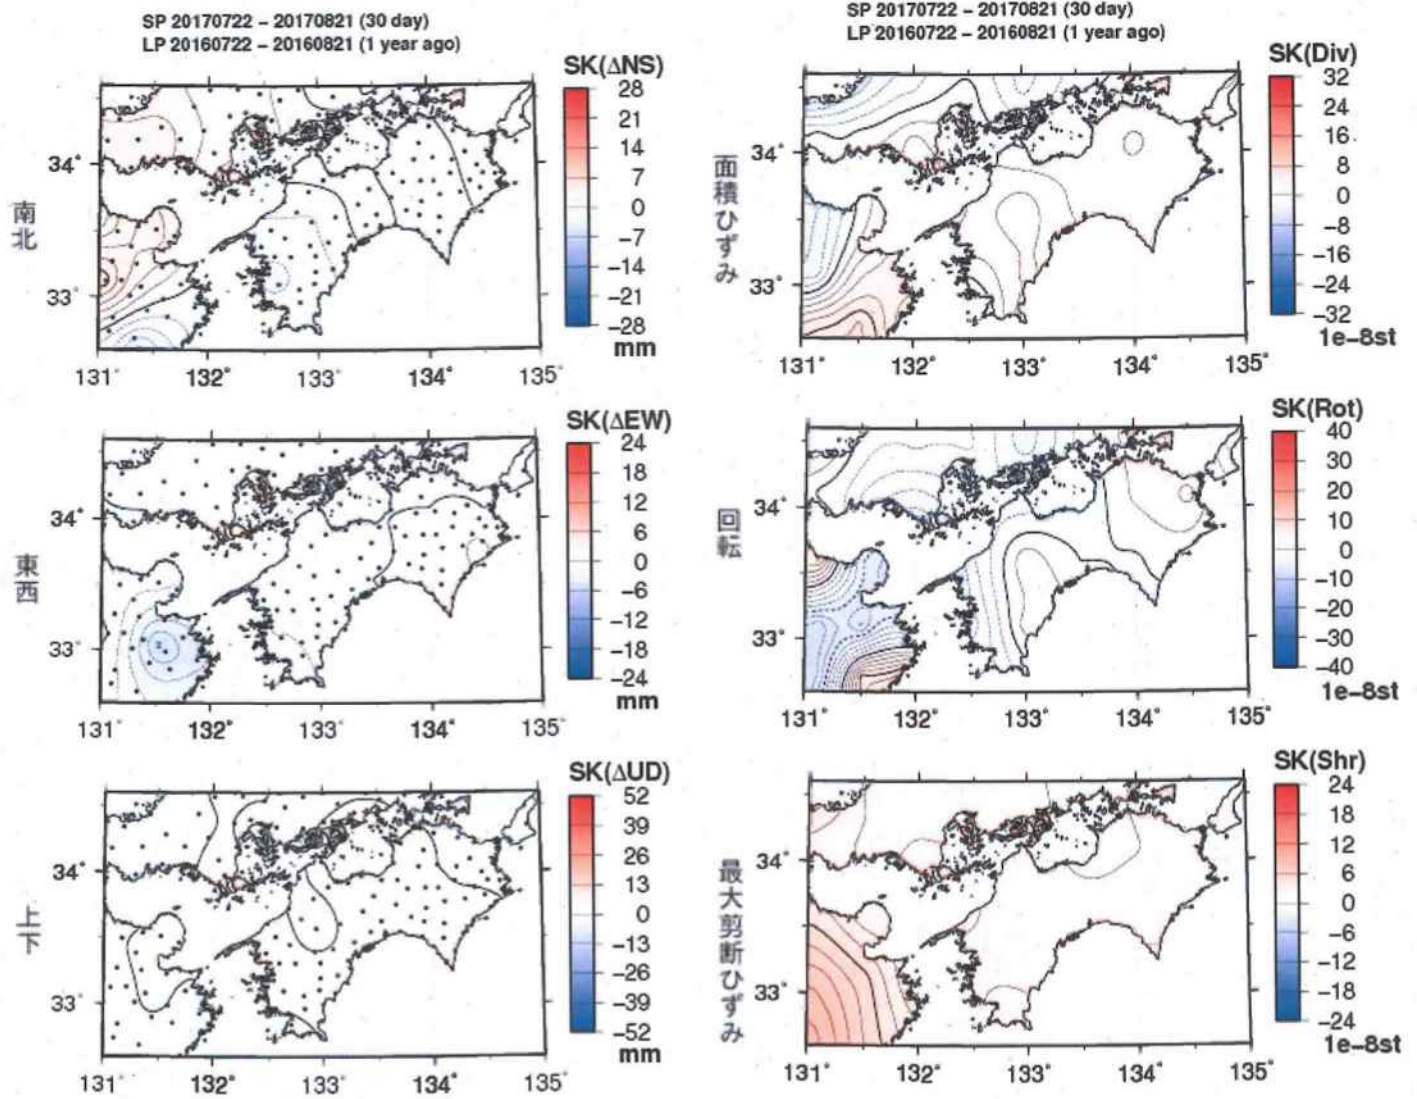 SP 20170722 – 20170821 (30 day)
LP 20160722 – 20160821 (1 year ago)
SK(ΔNS)
28
21
14
7
0
−7
−14
−21
−28
mm
南北
34°
33°
131° 132° 133° 134° 135°
SK(ΔEW)
24
18
12
6
0
−6
−12
−18
−24
mm
東西
34°
33°
131° 132° 133° 134° 135°
SK(ΔUD)
52
39
26
13
0
−13
−26
−39
−52
mm
上下
34°
33°
131° 132° 133° 134° 135°
SP 20170722 – 20170821 (30 day)
LP 20160722 – 20160821 (1 year ago)
SK(Div)
32
24
16
8
0
−8
−16
−24
−32
1e−8st
面積ひずみ
34°
33°
131° 132° 133° 134° 135°
SK(Rot)
40
30
20
10
0
−10
−20
−30
−40
1e−8st
回転
34°
33°
131° 132° 133° 134° 135°
SK(Shr)
24
18
12
6
0
−6
−12
−18
−24
1e−8st
最大剪断ひずみ
34°
33°
131° 132° 133° 134° 135°